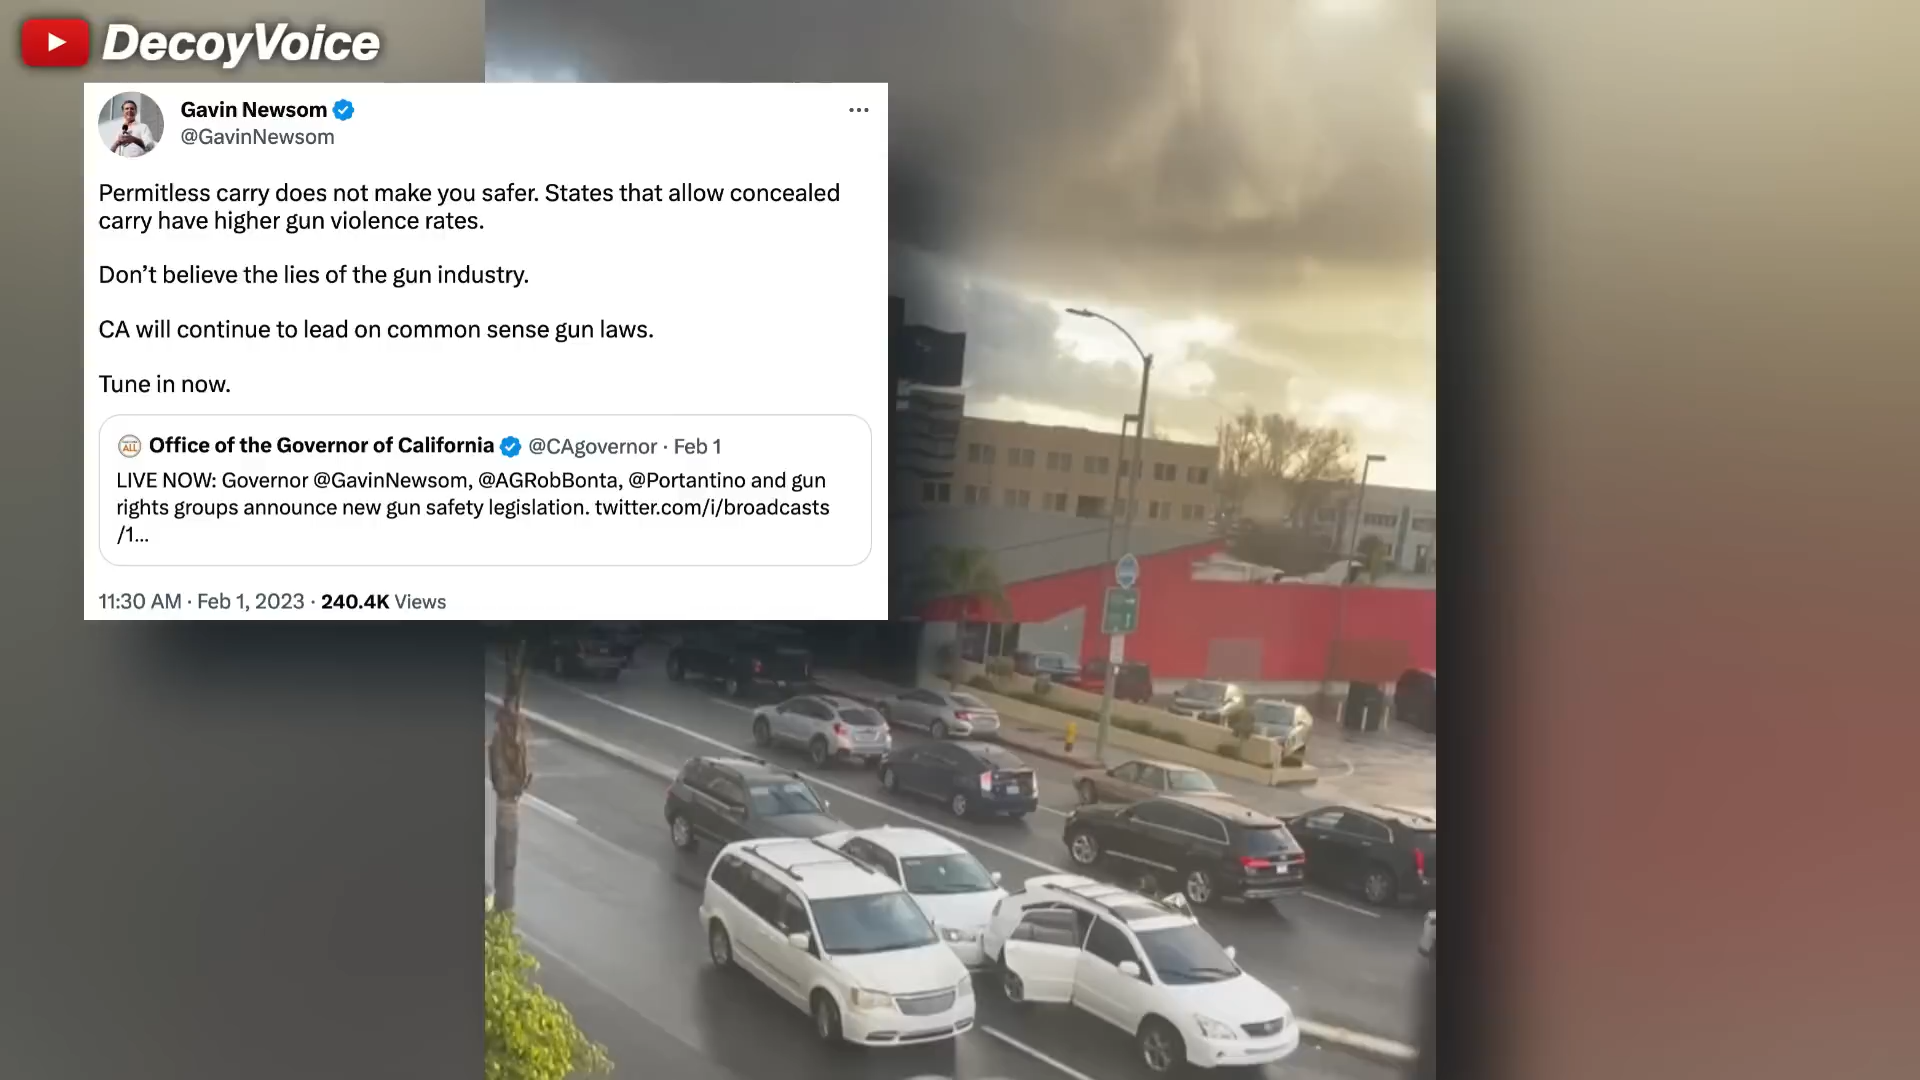 DecoyVoice
Gavin Newsom
@GavinNewsom
Permitless carry does not make you safer. States that allow concealed
carry have higher gun violence rates.
Don’t believe the lies of the gun industry.
CA will continue to lead on common sense gun laws.
Tune in now.
Office of the Governor of California @CAgovernor · Feb 1
LIVE NOW: Governor @GavinNewsom, @AGRobBonta, @Portantino and gun
rights groups announce new gun safety legislation. twitter.com/i/broadcasts
/1…
11:30 AM · Feb 1, 2023 · 240.4K Views